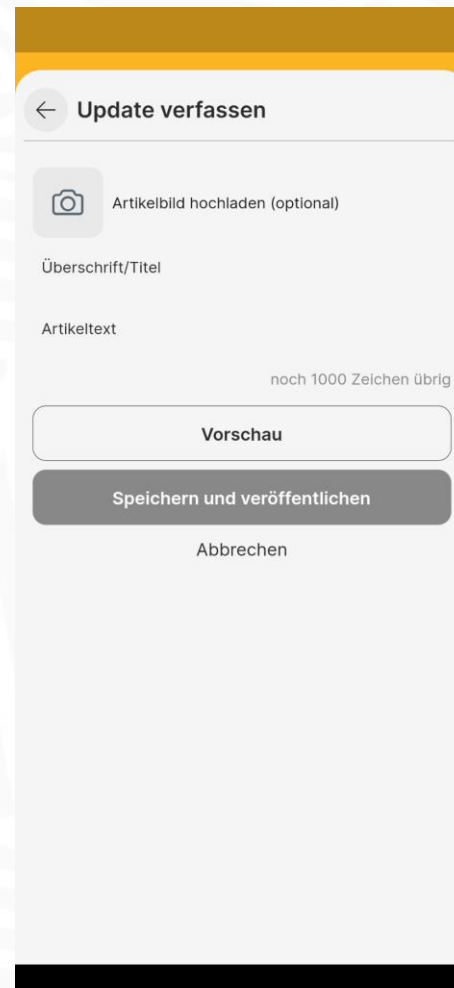 Update verfassen
Artikelbild hochladen (optional)
Überschrift/Titel
Artikeltext
noch 1000 Zeichen übrig
Vorschau
Speichern und veröffentlichen
Abbrechen